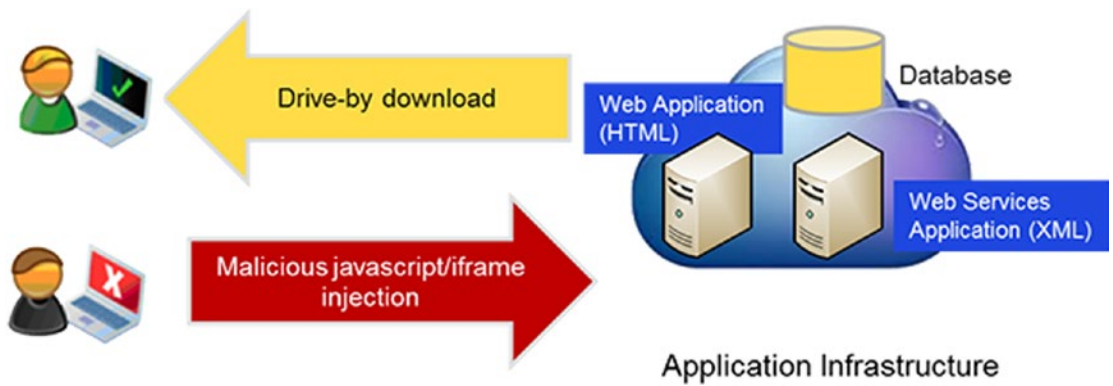 Drive-by download
Database
Web Application
(HTML)
Web Services
Application (XML)
Malicious javascript/iframe
injection
X
Application Infrastructure